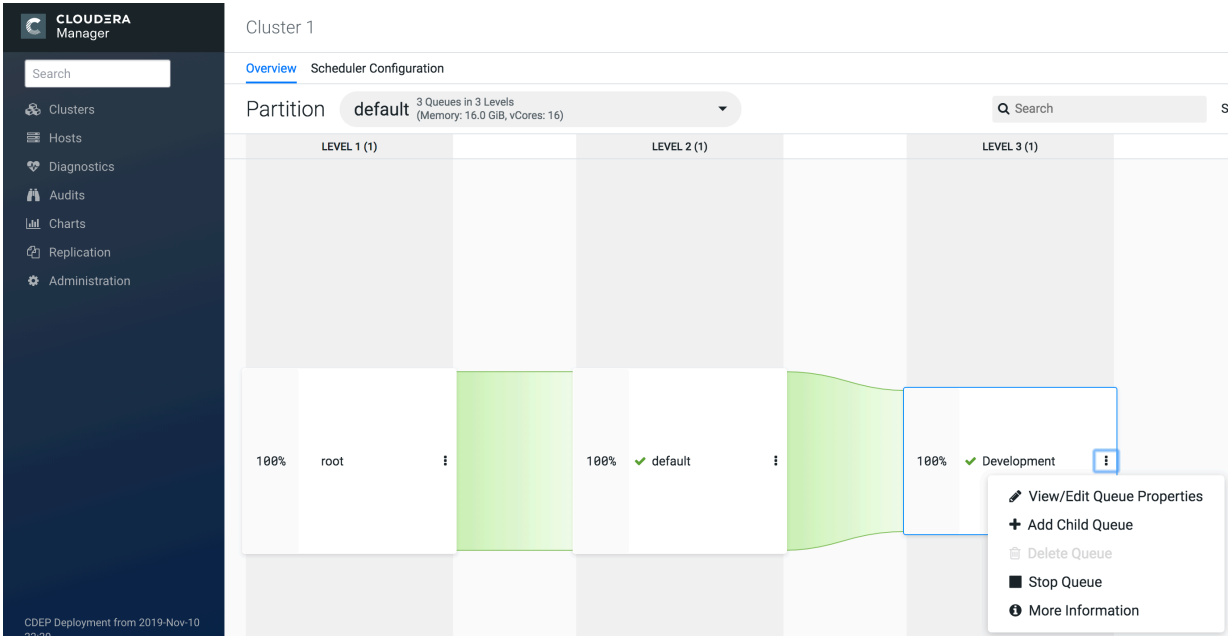 CLOUDERA
Manager
Search
Clusters
Hosts
Diagnostics
Audits
Charts
Replication
Administration
CDEP Deployment from 2019-Nov-10
Cluster 1
Overview Scheduler Configuration
Partition default 3 Queues in 3 Levels
(Memory: 16.0 GiB, vCores: 16)
Search S
LEVEL 1 (1) LEVEL 2 (1) LEVEL 3 (1)
100% root 100% default 100% Development
View/Edit Queue Properties
Add Child Queue
Delete Queue
Stop Queue
More Information